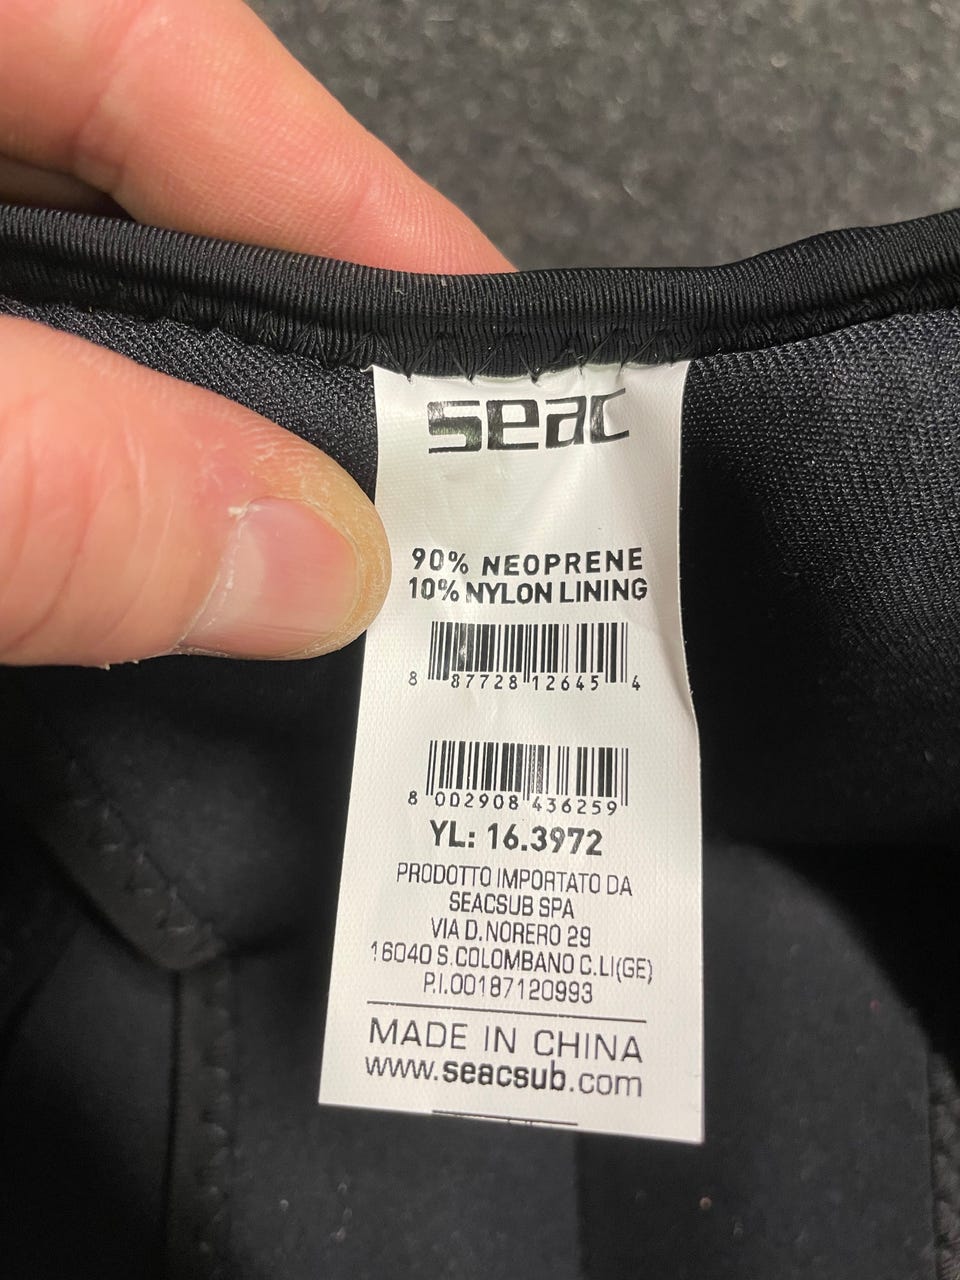 seac
90% NEOPRENE
10% NYLON LINING
8 87728 12645 4
8 002908 436259
YL: 16.3972
PRODOTTO IMPORTATO DA
SEACSUB SPA
VIA D.NORERO 29
16040 S.COLOMBANO C.LI(GE)
P.I.00187120993
MADE IN CHINA
www.seacsub.com